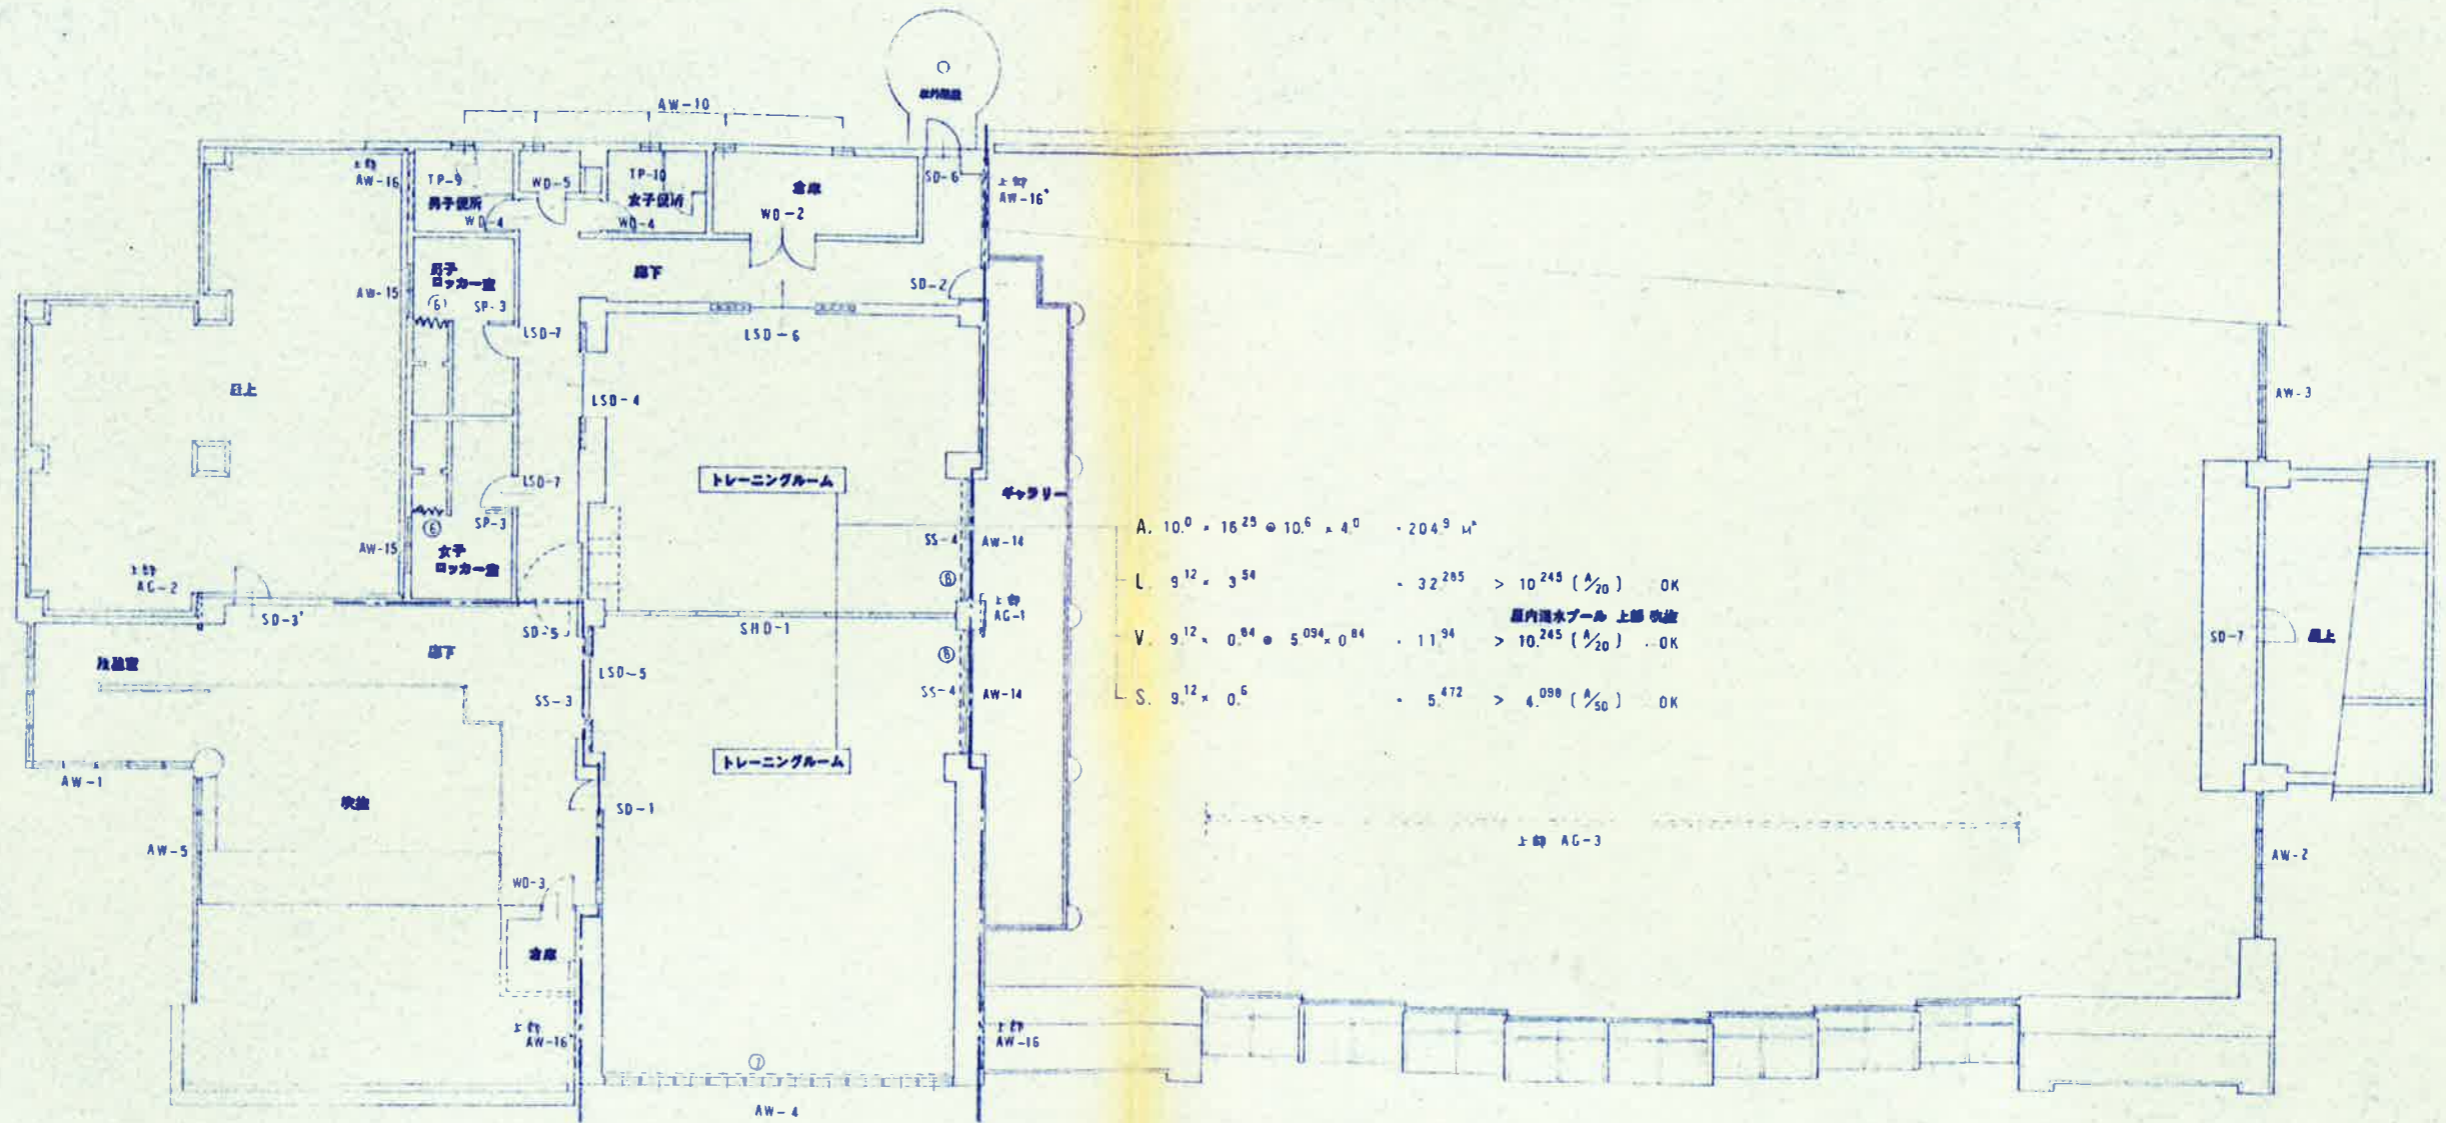 屋外階段
AW-10
上部
AW-16
TP-9
男子便所
WD-4
WD-5
TP-10
女子便所
WD-4
倉庫
WD-2
SD-6
上部
AW-16'
男子
ロッカー室
⑥
SP-3
AW-15
廊下
SD-2
LSD-7
LSD-6
屋上
LSD-4
AW-3
トレーニングルーム
ギャラリー
LSD-7
SP-3
⑥
女子
ロッカー室
AW-15
上部
AG-2
SS-4
AW-14
⑧
上部
AG-1
A. 10.0 × 16.25 ⊕ 10.6 × 4.0 = 204.9 M²
L. 9.12 × 3.54 = 32.285 > 10.245 (A/20) OK
屋内温水プール 上部 吹抜
V. 9.12 × 0.84 ⊕ 5.094 × 0.84 = 11.94 > 10.245 (A/20) OK
S. 9.12 × 0.6 = 5.472 > 4.098 (A/50) OK
SD-3'
SD-5
SHD-1
廊下
LSD-5
SS-3
⑧
SS-4
AW-14
SD-7
屋上
AW-1
トレーニングルーム
吹抜
SD-1
AW-5
上部 AG-3
AW-2
WD-3
倉庫
上部
AW-16'
上部
AW-16
⑦
AW-4